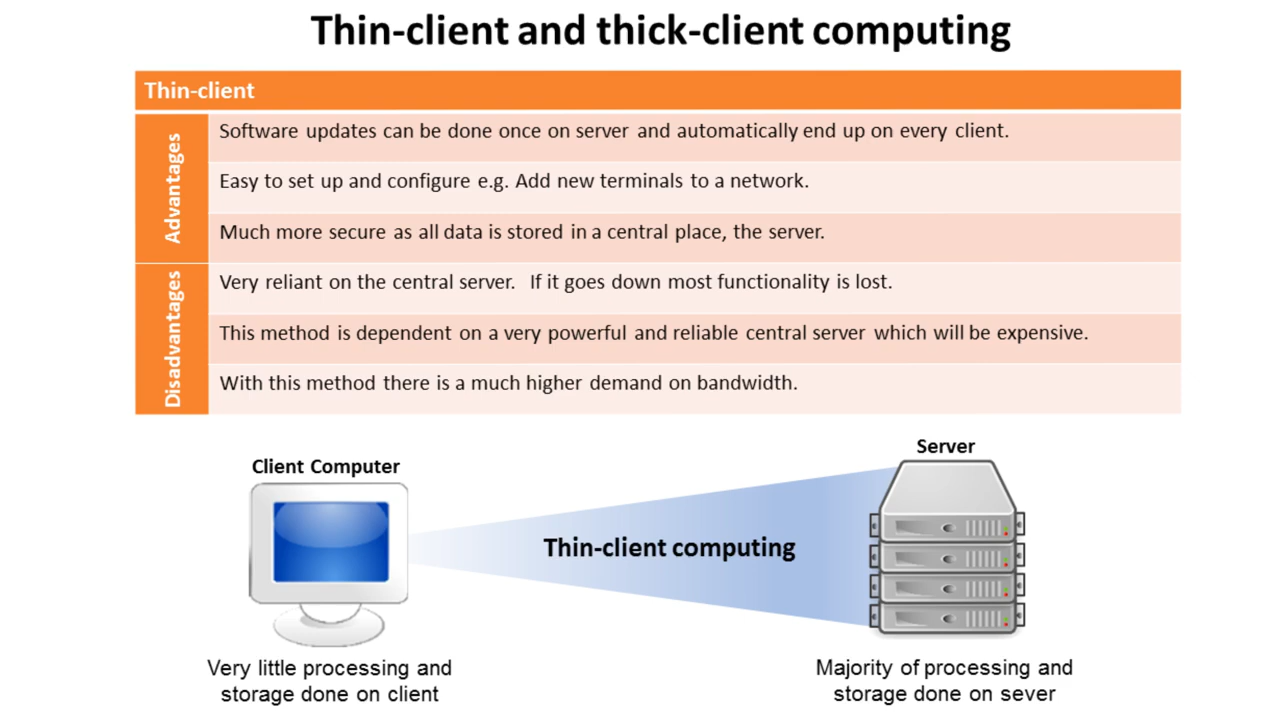 Thin-client and thick-client computing
Thin-client
Advantages
Software updates can be done once on server and automatically end up on every client.
Easy to set up and configure e.g. Add new terminals to a network.
Much more secure as all data is stored in a central place, the server.
Disadvantages
Very reliant on the central server.  If it goes down most functionality is lost.
This method is dependent on a very powerful and reliable central server which will be expensive.
With this method there is a much higher demand on bandwidth.
Client Computer
Server
Thin-client computing
Very little processing and
storage done on client
Majority of processing and
storage done on sever